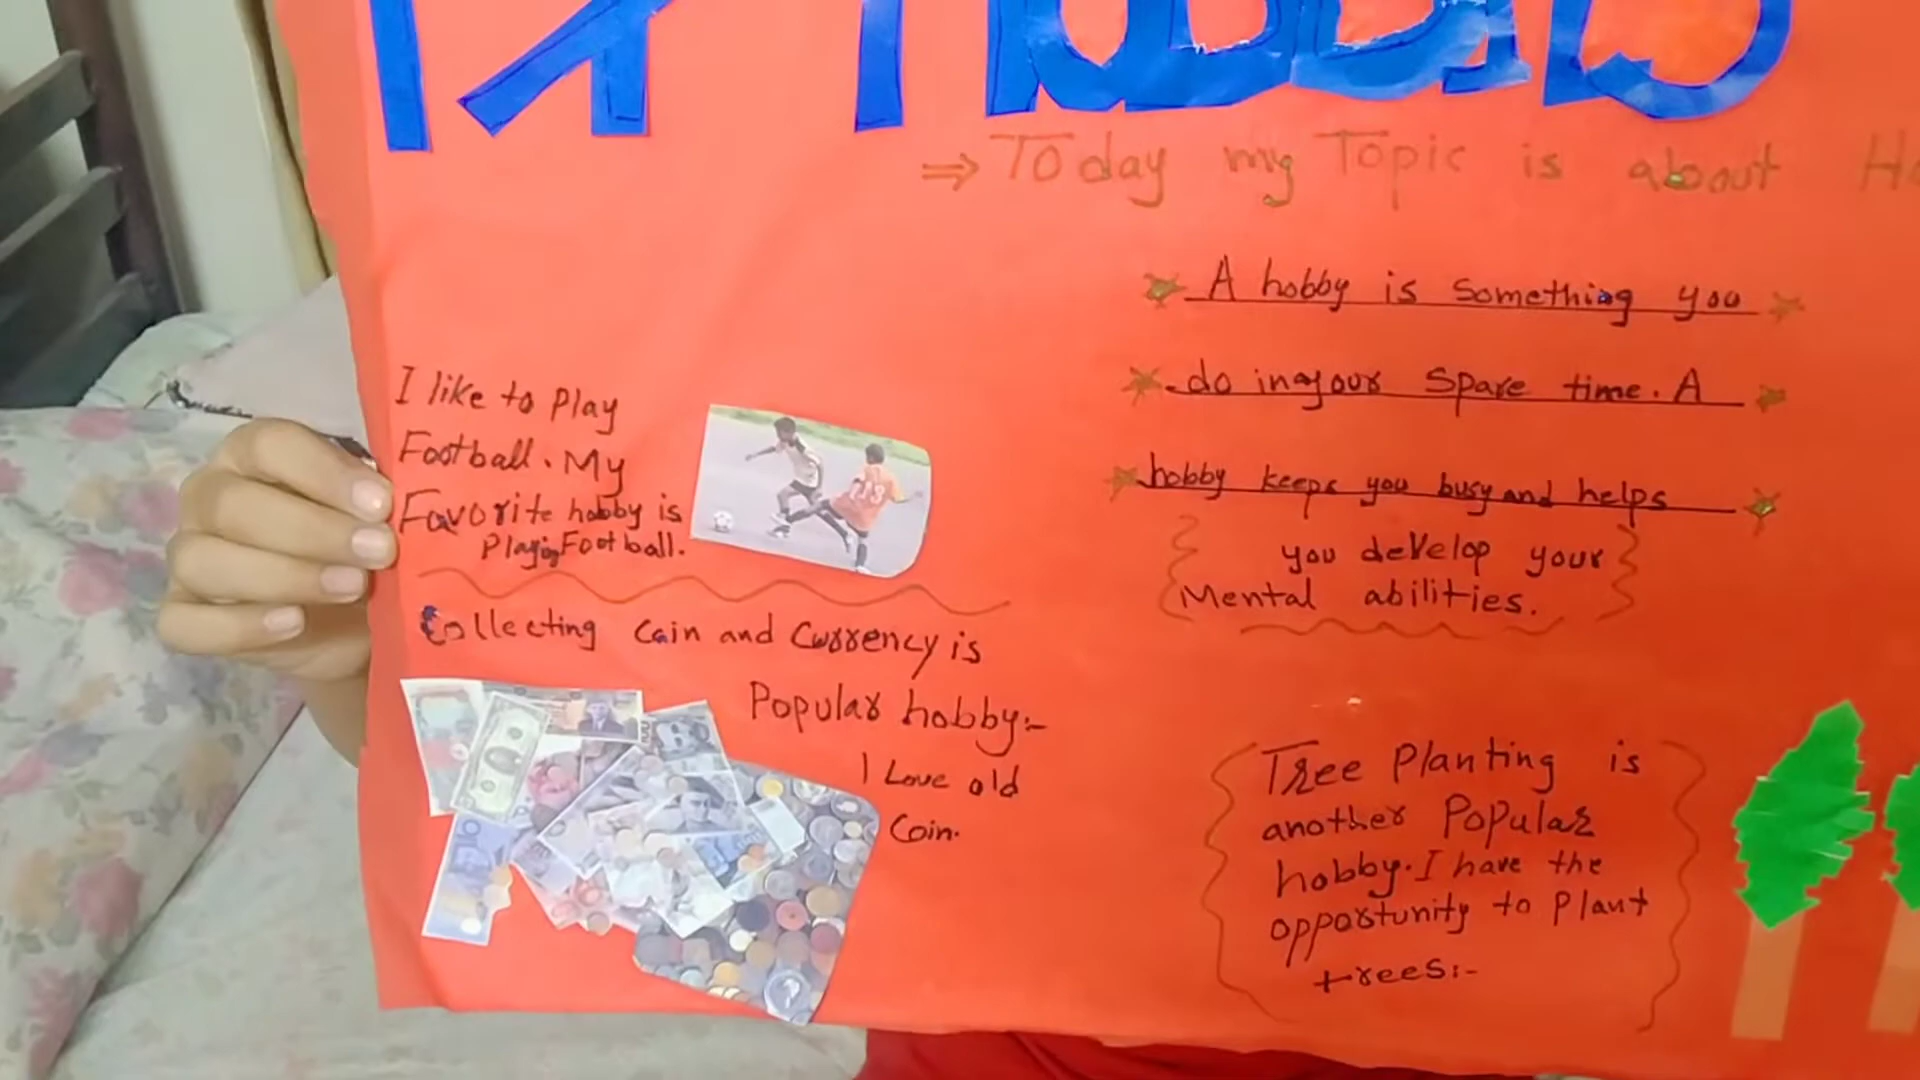 ⇒ Today my Topic is about
A hobby is something you
do in your Spare time. A
hobby keeps you busy and helps
you develop your
Mental abilities.
I like to Play
Football. My
Favorite hobby is
Playing Football.
Collecting Cain and Currency is
Popular hobby:-
I Love old
Coin.
Tree Planting is
another Popular
hobby. I have the
opportunity to Plant
trees:-